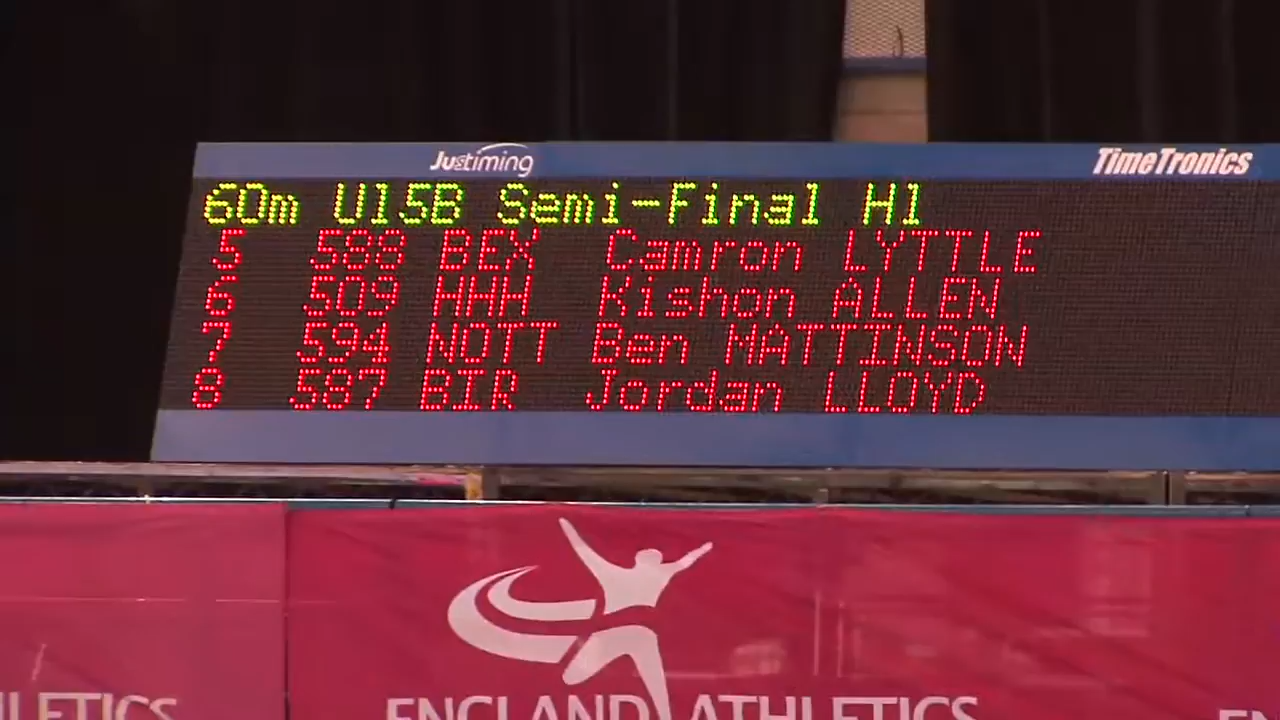 Justiming TimeTronics
60m U15B Semi-Final H1
5 588 BEX Camron LYTTLE
6 509 HHH Kishon ALLEN
7 594 NOTT Ben MATTINSON
8 587 BIR Jordan LLOYD
ATHLETICS ENGLAND ATHLETICS